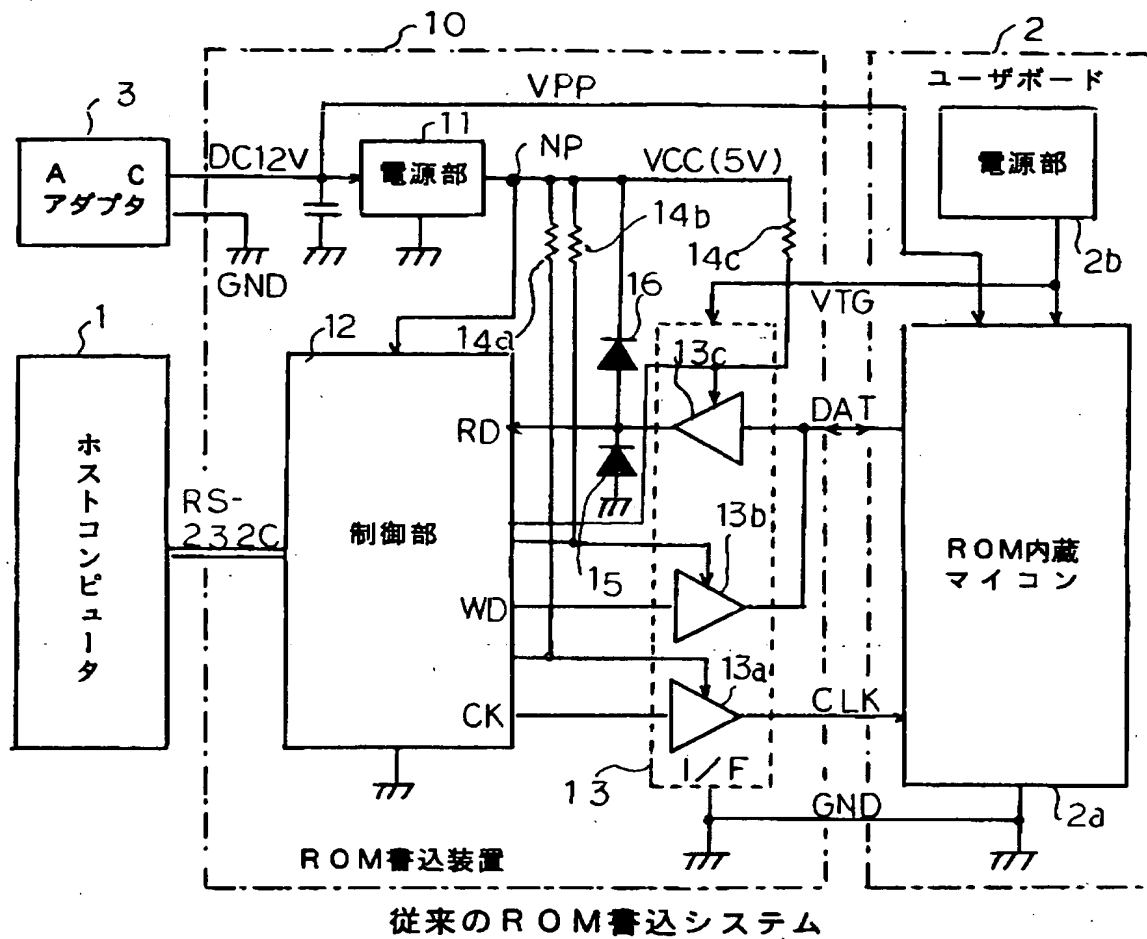 10
2
ユーザボード
VPP
3
11
NP
DC12V
VCC(5V)
A C
アダプタ
電源部
電源部
14b
14c
2b
GND
VTG
16
1
12
14a
13c
DAT
RD
ホストコンピュータ
RS-
232C
制御部
13b
ROM内蔵
マイコン
15
WD
13a
CK
CLK
I/F
13
GND
2a
ROM書込装置
従来のROM書込システム